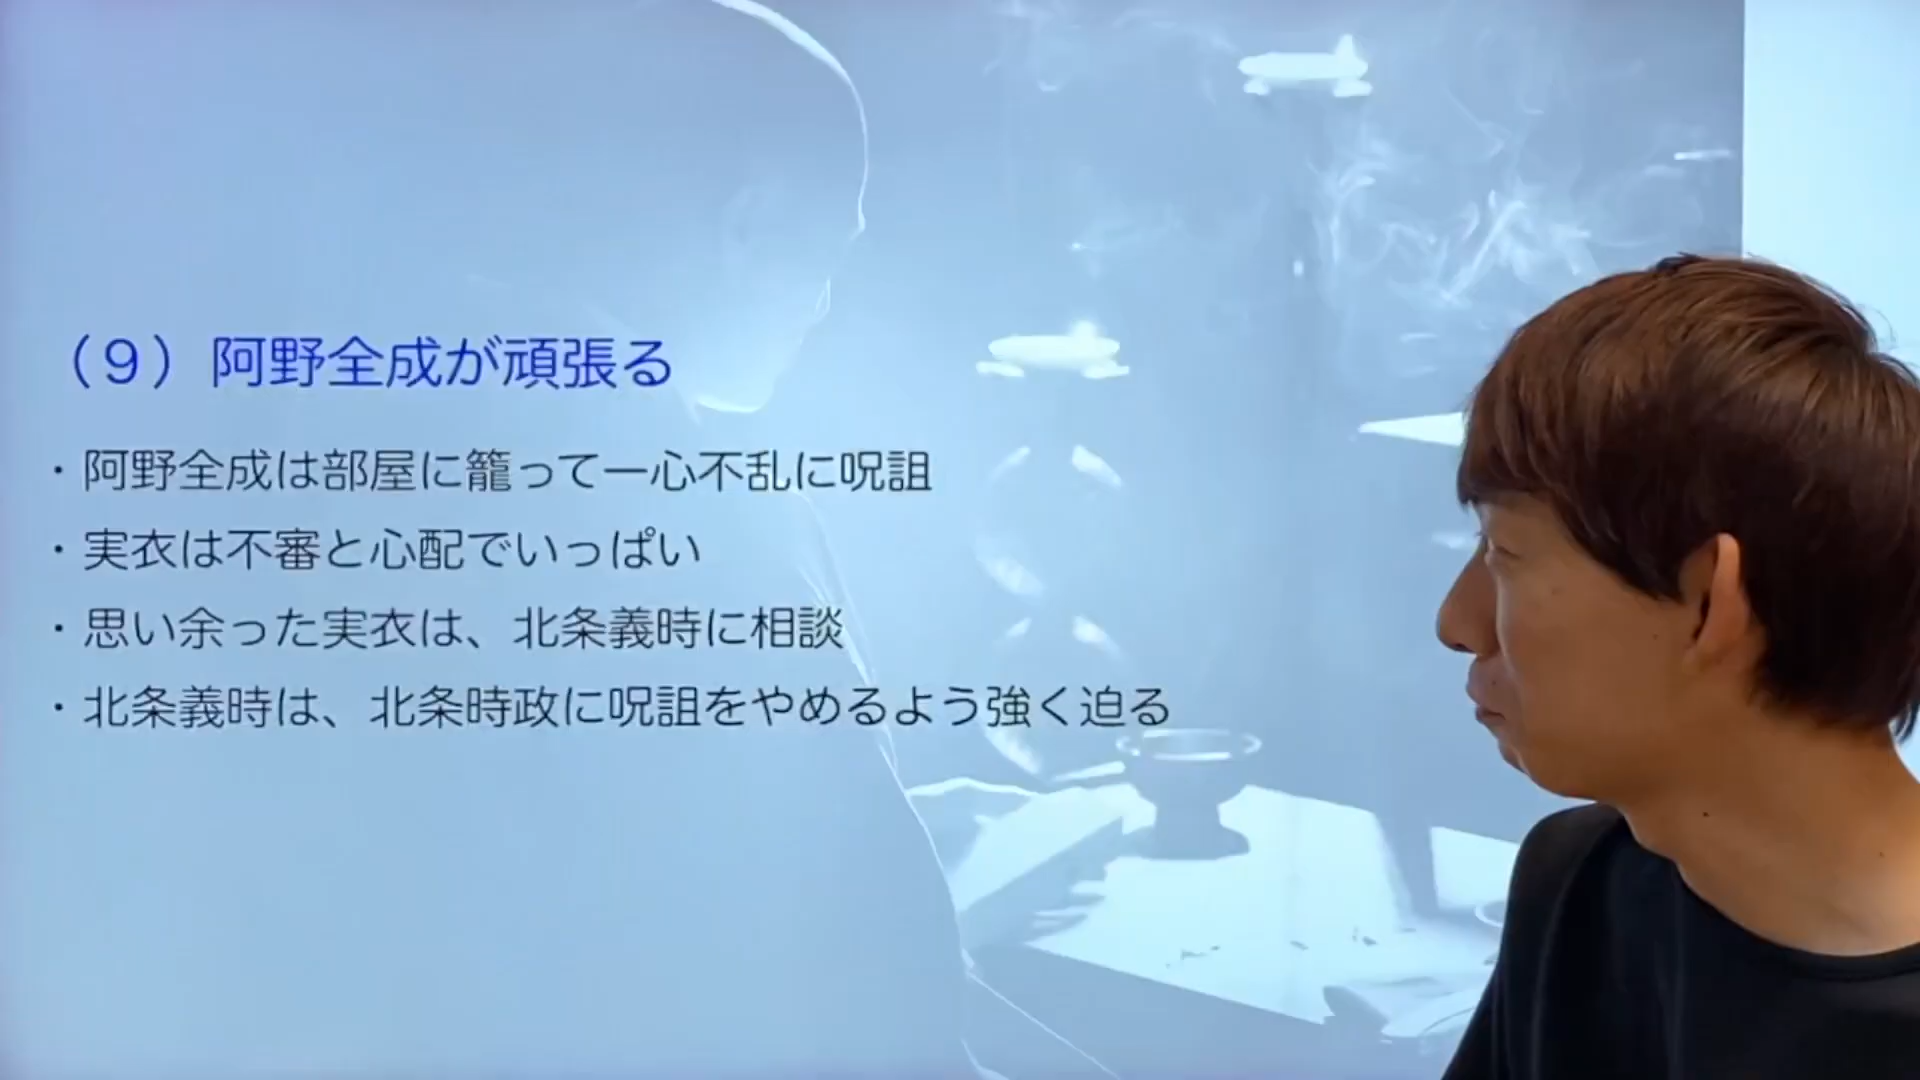 （９）阿野全成が頑張る
・阿野全成は部屋に籠って一心不乱に呪詛
・実衣は不審と心配でいっぱい
・思い余った実衣は、北条義時に相談
・北条義時は、北条時政に呪詛をやめるよう強く迫る